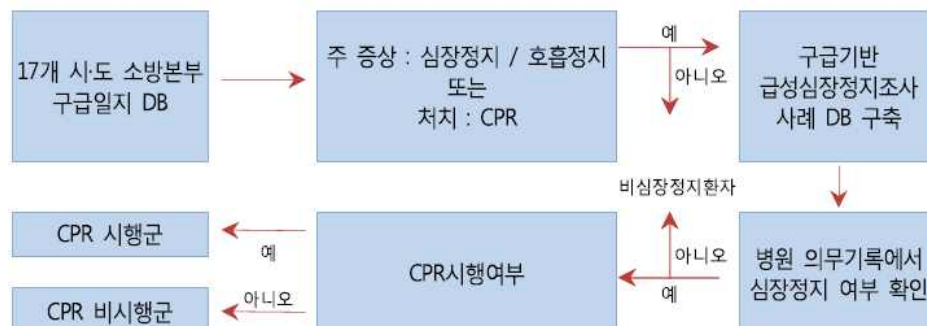 17개 시·도 소방본부
구급일지 DB
주 증상 : 심장정지 / 호흡정지
또는
처치 : CPR
예
아니오
구급기반
급성심장정지조사
사례 DB 구축
비심장정지환자
CPR 시행군
예
CPR 비시행군
아니오
CPR시행여부
아니오
예
병원 의무기록에서
심장정지 여부 확인